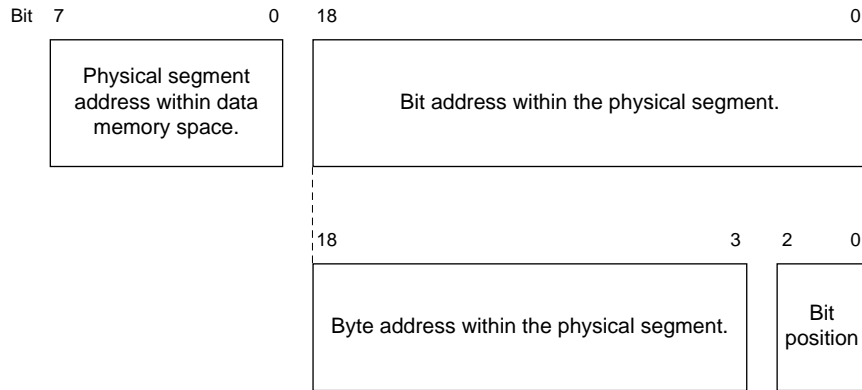 Bit 7 0 18 0
Physical segment
address within data
memory space.
Bit address within the physical segment.
18 3 2 0
Byte address within the physical segment.
Bit
position